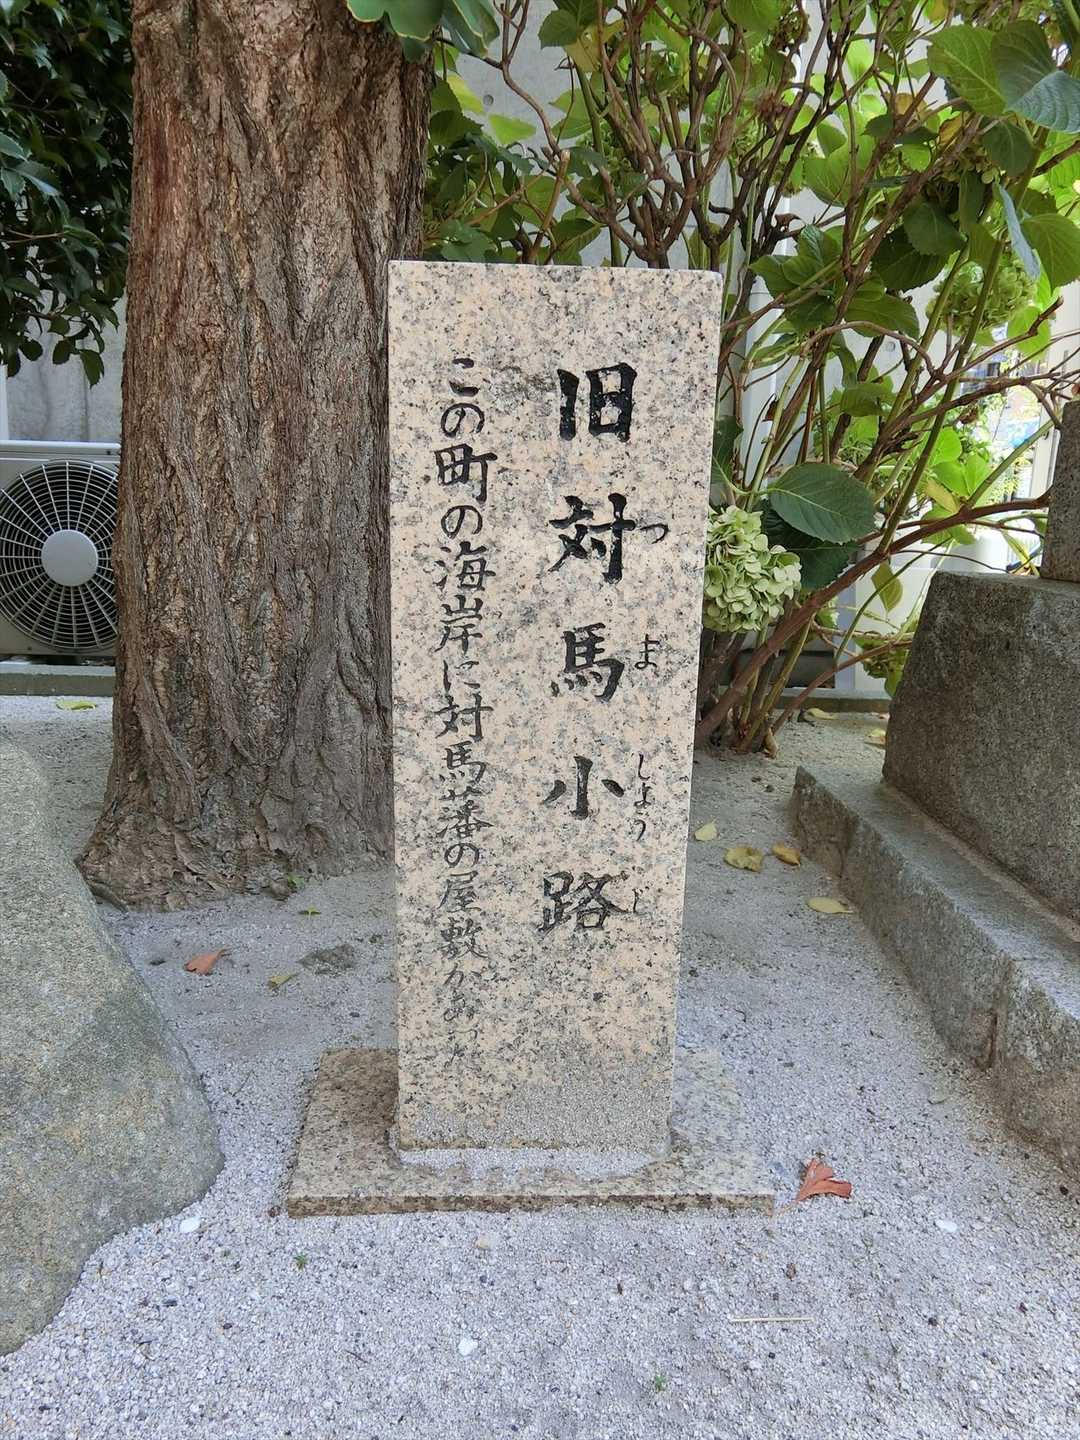 旧対馬小路
つましょうじ
この町の海岸に対馬藩の屋敷があった